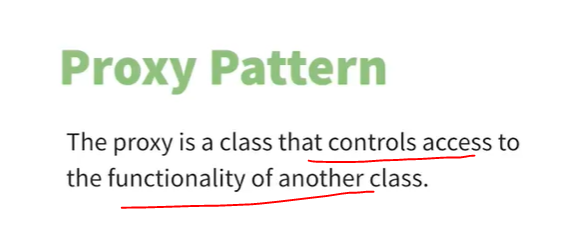 Proxy Pattern
The proxy is a class that controls access to
the functionality of another class.